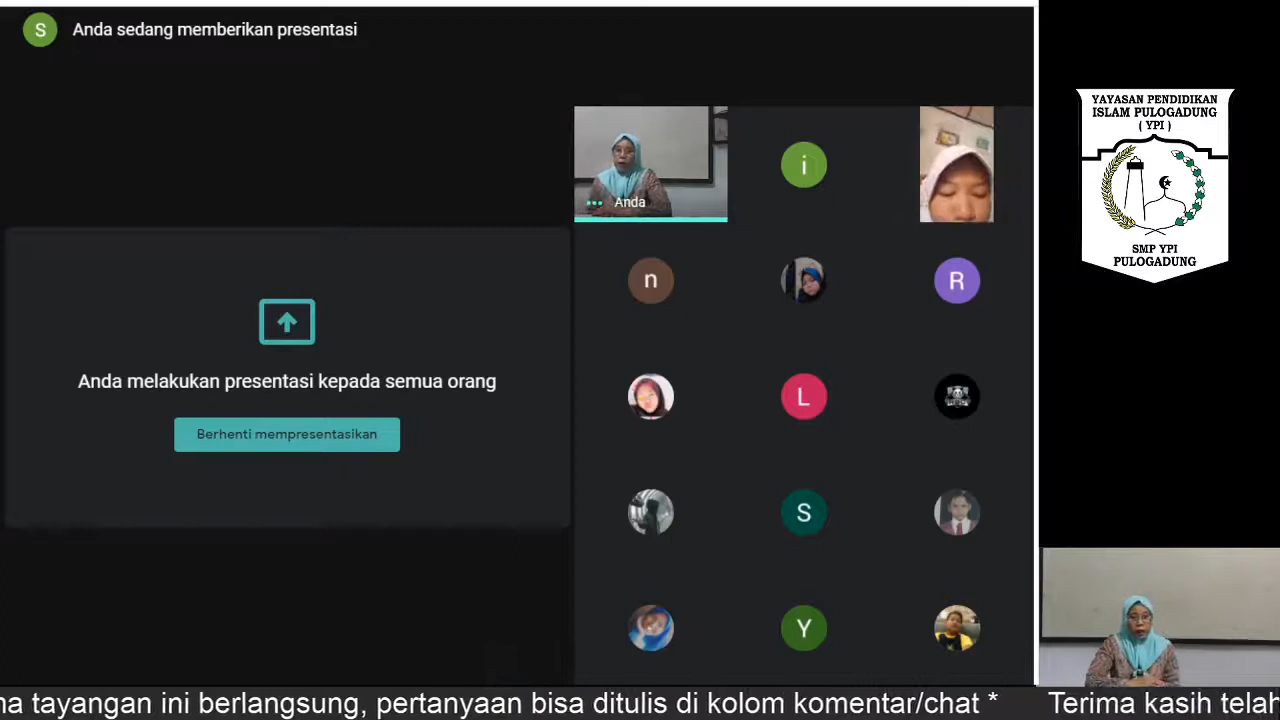 S
Anda sedang memberikan presentasi
Anda melakukan presentasi kepada semua orang
Berhenti mempresentasikan
Anda
i
n
R
L
S
Y
YAYASAN PENDIDIKAN
ISLAM PULOGADUNG
( YPI )
SMP YPI
PULOGADUNG
tayangan ini berlangsung, pertanyaan bisa ditulis di kolom komentar/chat * Terima kasih telah